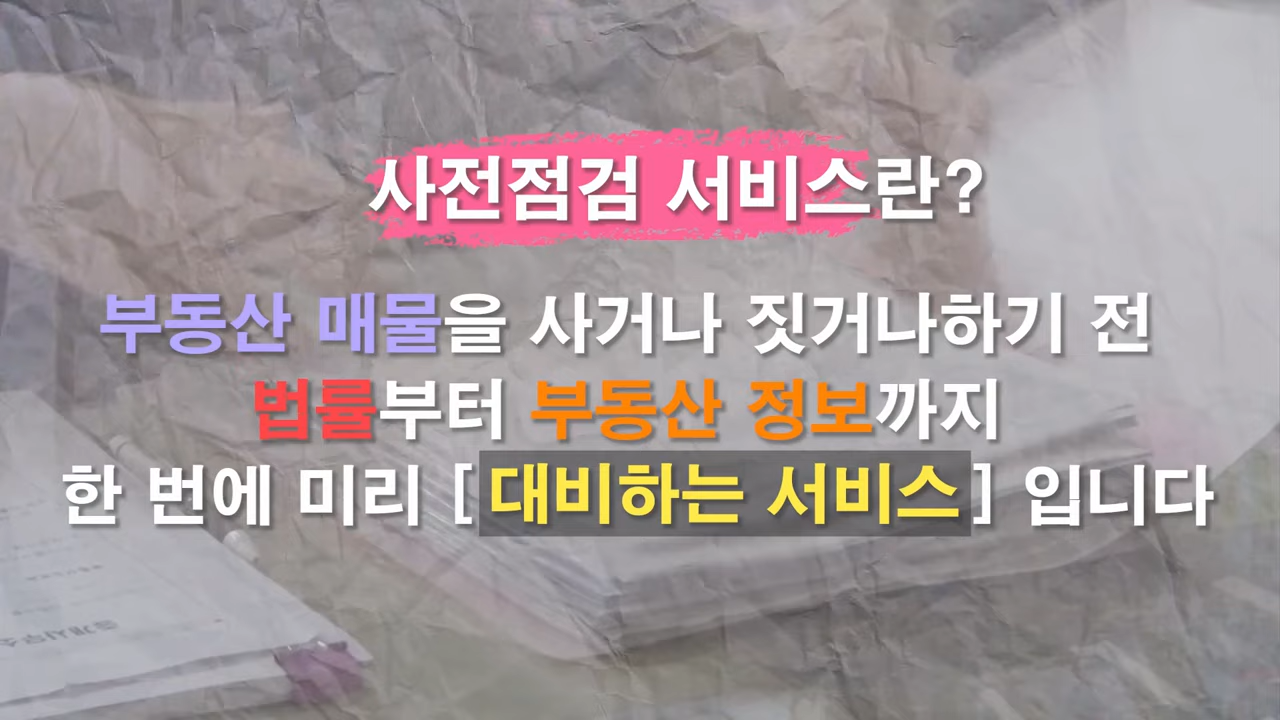 사전점검 서비스란?
부동산 매물을 사거나 짓거나하기 전
법률부터 부동산 정보까지
한 번에 미리 [대비하는 서비스] 입니다